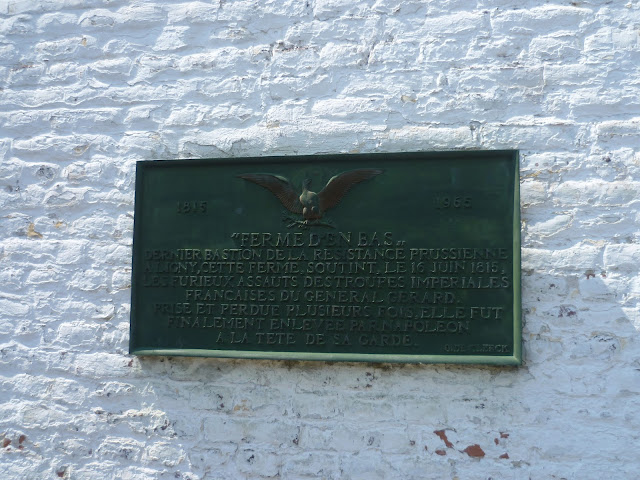 1815 1965
"FERME D'EN BAS"
DERNIER BASTION DE LA RESISTANCE PRUSSIENNE
A LIGNY, CETTE FERME, SOUTINT, LE 16 JUIN 1815,
LES FURIEUX ASSAUTS DES TROUPES IMPERIALES
FRANÇAISES DU GENERAL GERARD.
PRISE ET PERDUE PLUSIEURS FOIS, ELLE FUT
FINALEMENT ENLEVEE PAR NAPOLEON
A LA TETE DE SA GARDE.